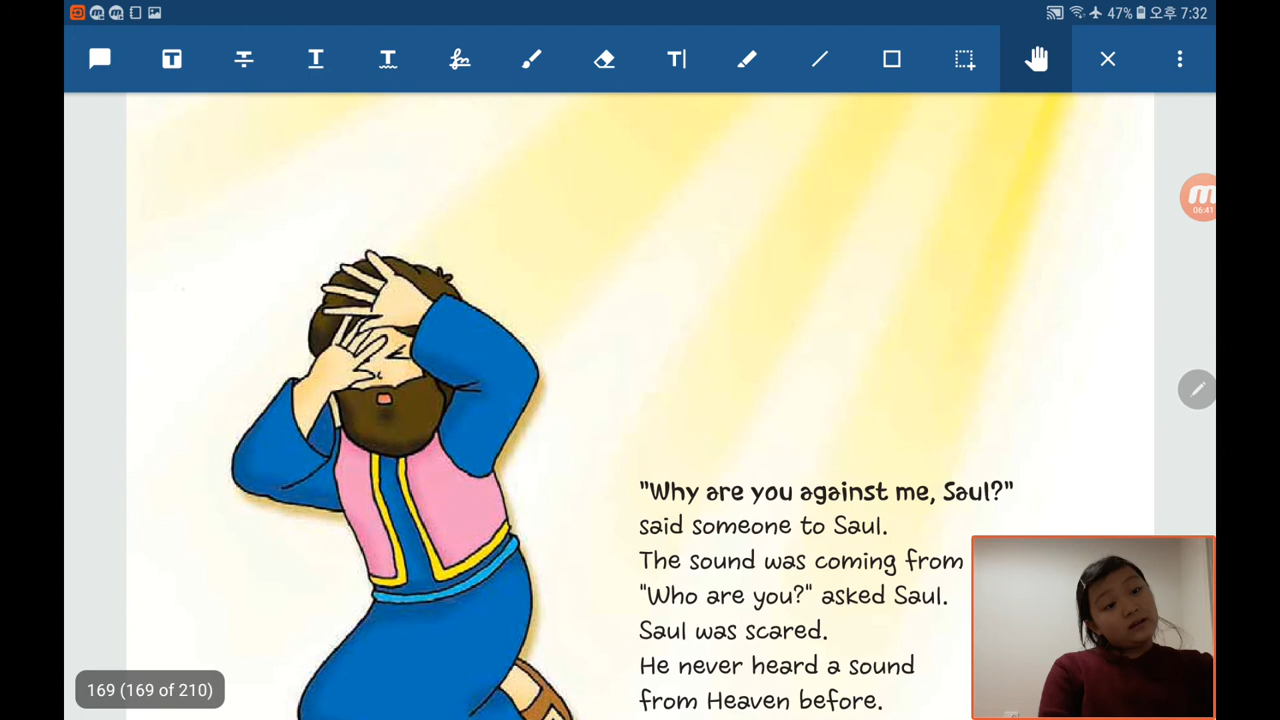 47% 오후 7:32
06:41
"Why are you against me, Saul?"
said someone to Saul.
The sound was coming from
"Who are you?" asked Saul.
Saul was scared.
He never heard a sound
from Heaven before.
169 (169 of 210)